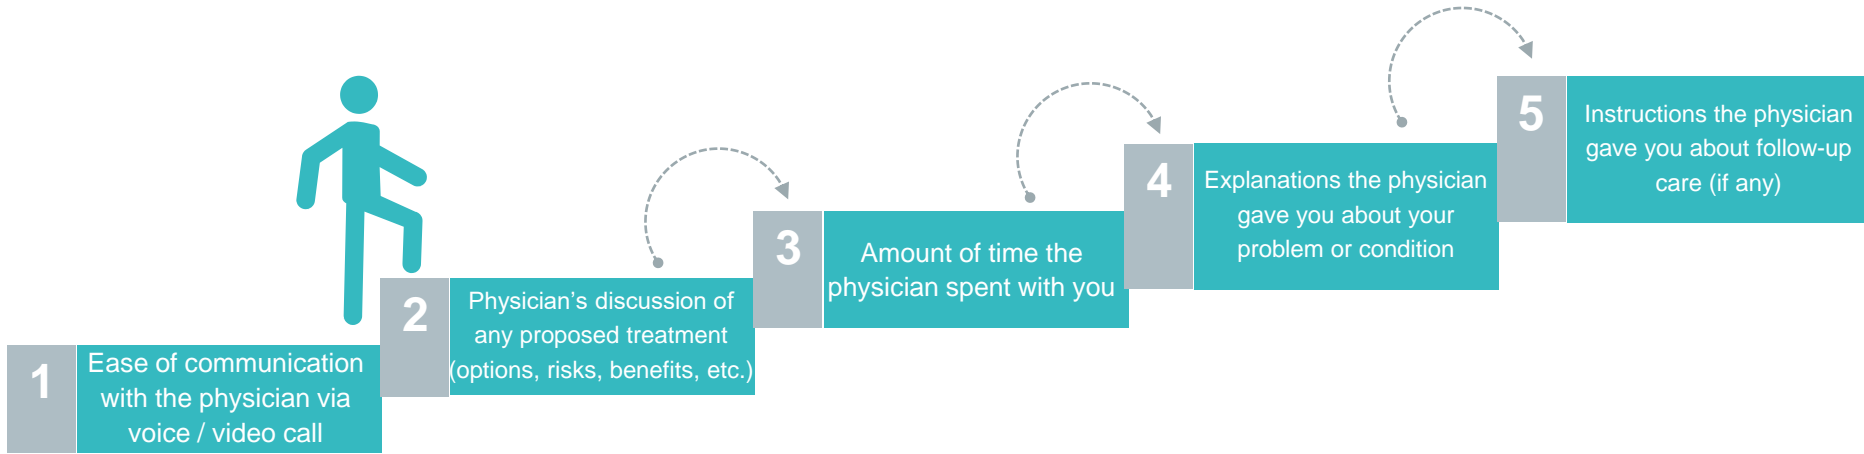 1
Ease of communication
with the physician via
voice / video call
2
Physician’s discussion of
any proposed treatment
(options, risks, benefits, etc.)
3
Amount of time the
physician spent with you
4
Explanations the physician
gave you about your
problem or condition
5
Instructions the physician
gave you about follow-up
care (if any)